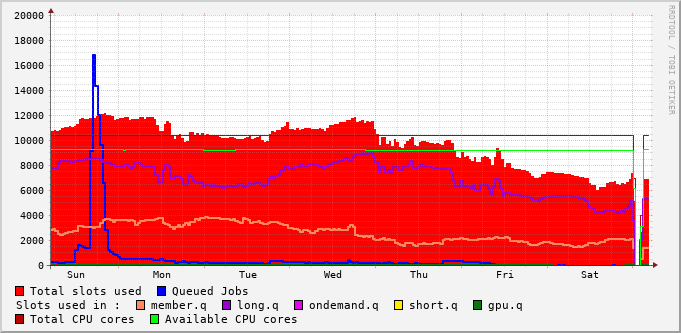 20000
18000
16000
14000
12000
10000
8000
6000
4000
2000
0
Sun Mon Tue Wed Thu Fri Sat
RRDTOOL / TOBI OETIKER
Total slots used Queued Jobs
Slots used in : member.q long.q ondemand.q short.q gpu.q
Total CPU cores Available CPU cores